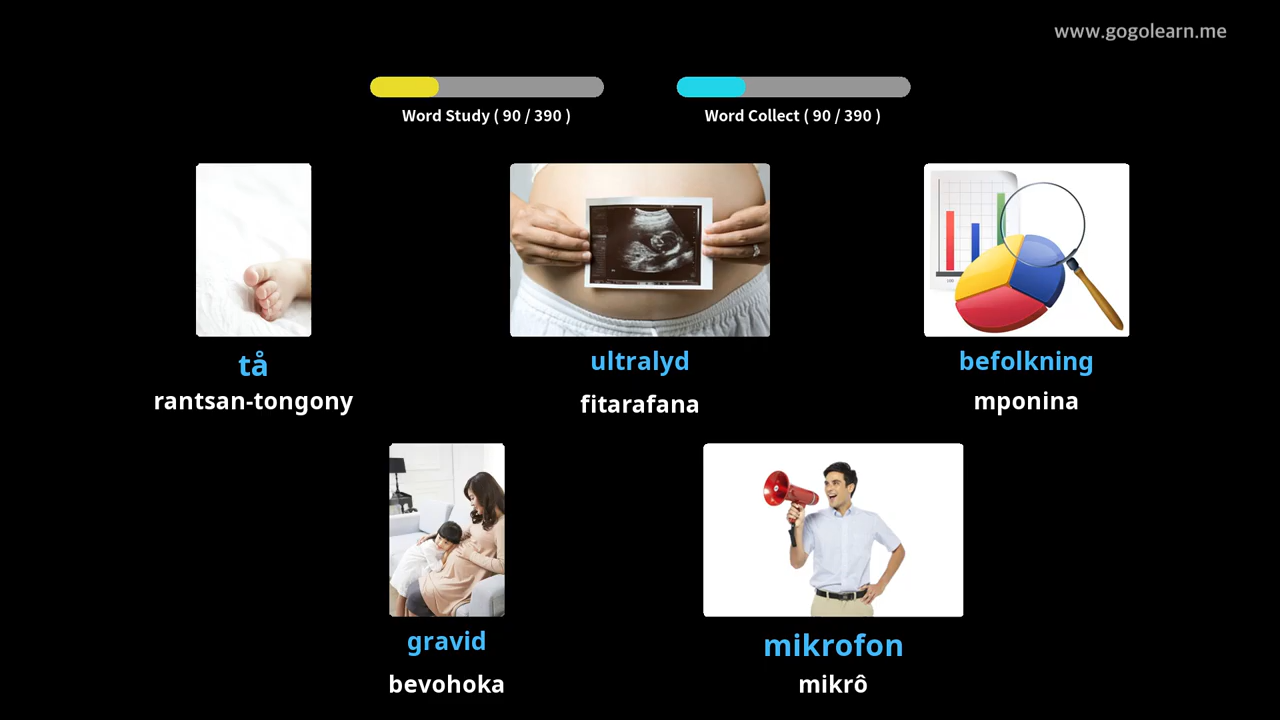 www.gogolearn.me
Word Study ( 90 / 390 )
Word Collect ( 90 / 390 )
tå
rantsan-tongony
ultralyd
fitarafana
befolkning
mponina
gravid
bevohoka
mikrofon
mikrô